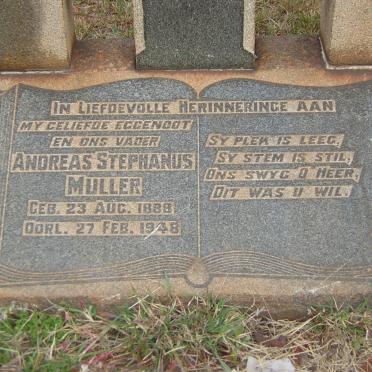 IN LIEFDEVOLLE HERINNERINGE AAN
MY GELIEFDE EGGENOOT
EN ONS VADER
ANDREAS STEPHANUS
MULLER
GEB. 23 AUG. 1888
OORL. 27 FEB. 1948
SY PLEK IS LEEG,
SY STEM IS STIL,
ONS SWYG O HEER,
DIT WAS U WIL.